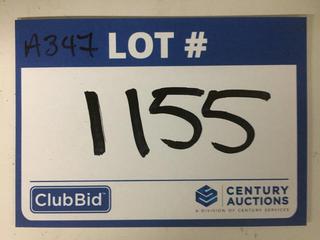 A347 LOT #
1155
ClubBid
CENTURY
AUCTIONS
A DIVISION OF CENTURY SERVICES